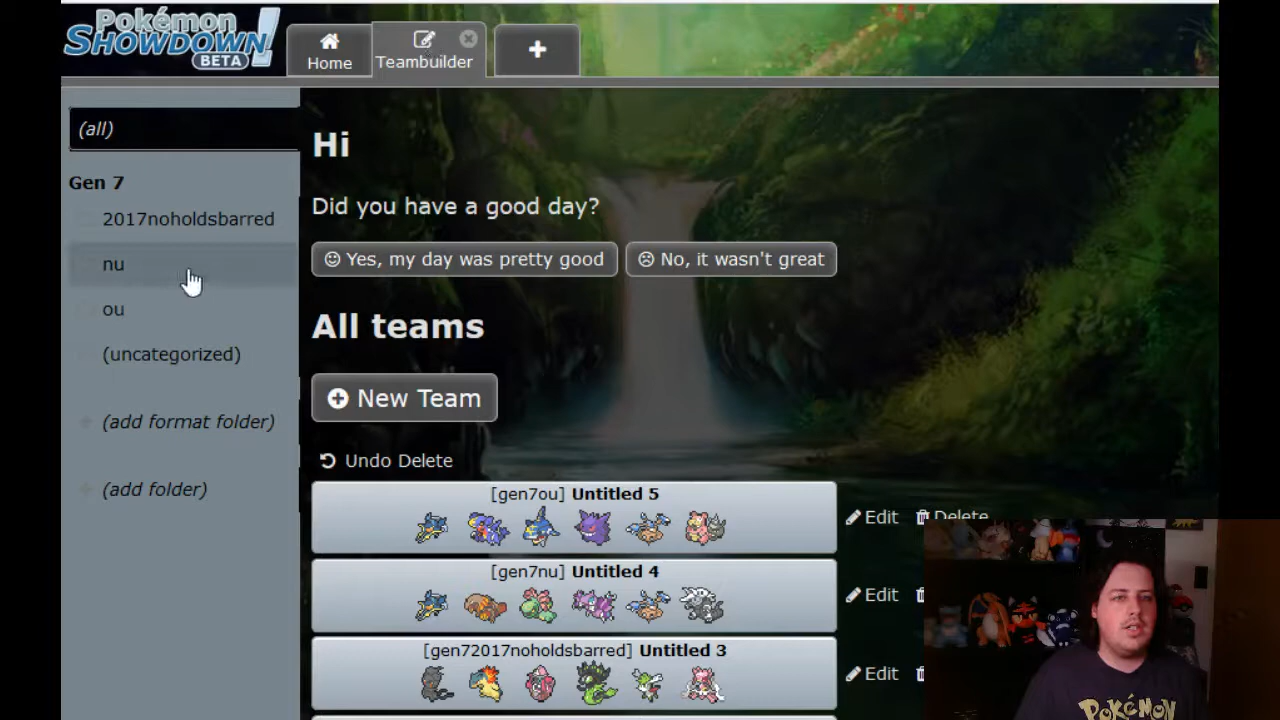 Pokémon
SHOWDOWN!
BETA
Home
Teambuilder
(all)
Gen 7
2017noholdsbarred
nu
ou
(uncategorized)
(add format folder)
(add folder)
Hi
Did you have a good day?
Yes, my day was pretty good
No, it wasn't great
All teams
New Team
Undo Delete
[gen7ou] Untitled 5
Edit Delete
[gen7nu] Untitled 4
Edit
[gen72017noholdsbarred] Untitled 3
Edit
POKÉMON